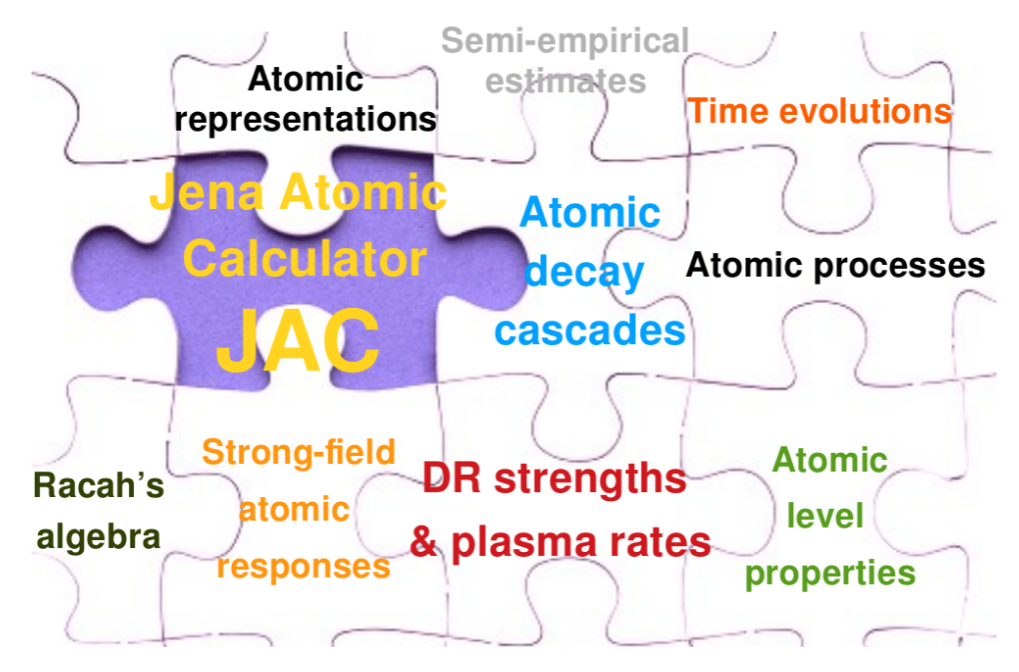 Semi-empirical
estimates
Atomic
representations
Time evolutions
Jena Atomic
Calculator
JAC
Atomic
decay
cascades
Atomic processes
Racah's
algebra
Strong-field
atomic
responses
DR strengths
& plasma rates
Atomic
level
properties